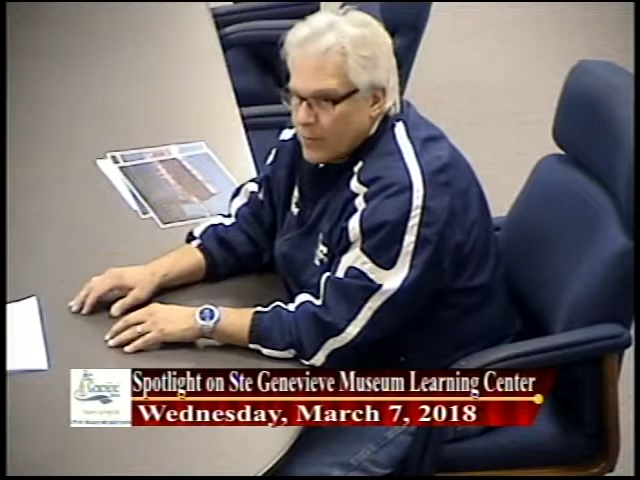 Spotlight on Ste Genevieve Museum Learning Center
Wednesday, March 7, 2018